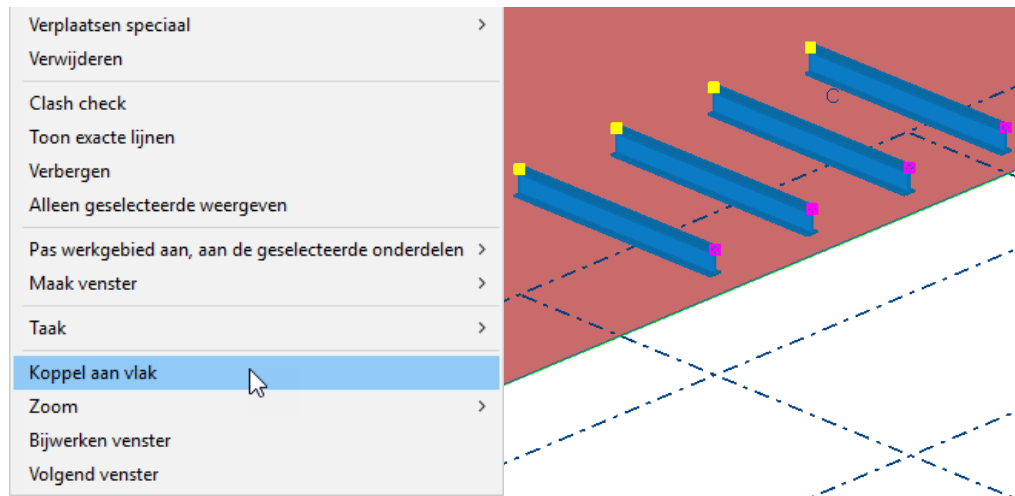 Verplaatsen speciaal
Verwijderen
Clash check
Toon exacte lijnen
Verbergen
Alleen geselecteerde weergeven
Pas werkgebied aan, aan de geselecteerde onderdelen
Maak venster
Taak
Koppel aan vlak
Zoom
Bijwerken venster
Volgend venster
C